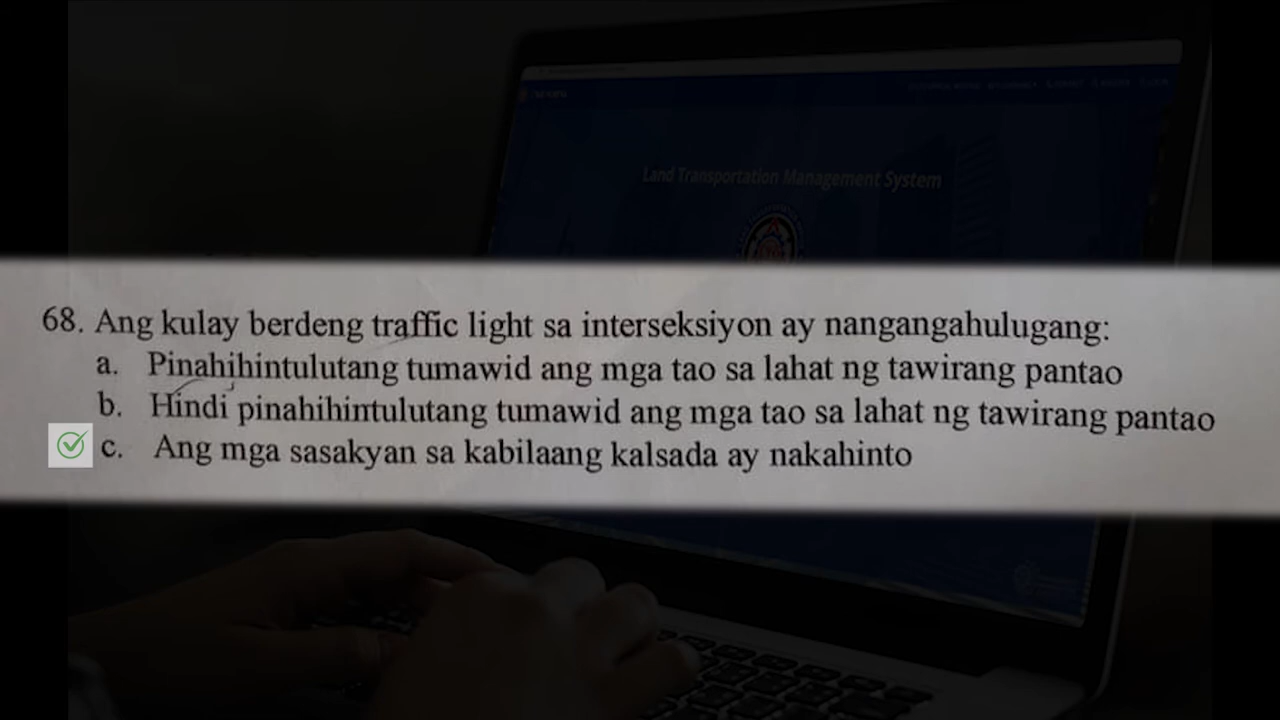 Land Transportation Management System
68. Ang kulay berdeng traffic light sa interseksiyon ay nangangahulugang:
a. Pinahihintulutang tumawid ang mga tao sa lahat ng tawirang pantao
b. Hindi pinahihintulutang tumawid ang mga tao sa lahat ng tawirang pantao
c. Ang mga sasakyan sa kabilaang kalsada ay nakahinto